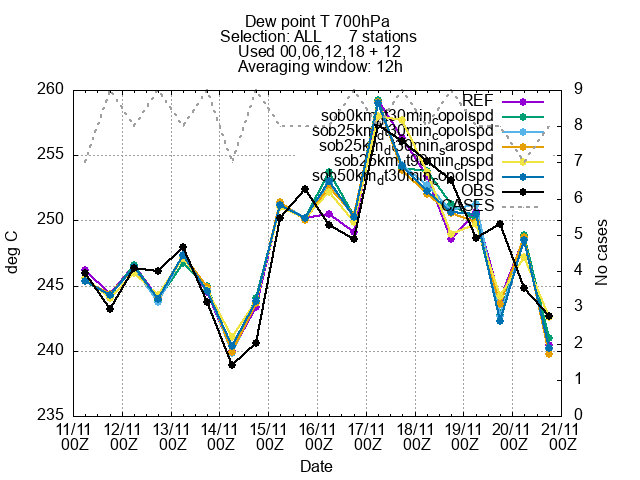 Dew point T 700hPa
Selection: ALL 7 stations
Used 00,06,12,18 + 12
Averaging window: 12h
260
255
250
245
240
235
deg C
9
8
7
6
5
4
3
2
1
0
No cases
REF
OBS
CASES
11/11 12/11 13/11 14/11 15/11 16/11 17/11 18/11 19/11 20/11 21/11
00Z 00Z 00Z 00Z 00Z 00Z 00Z 00Z 00Z 00Z 00Z
Date